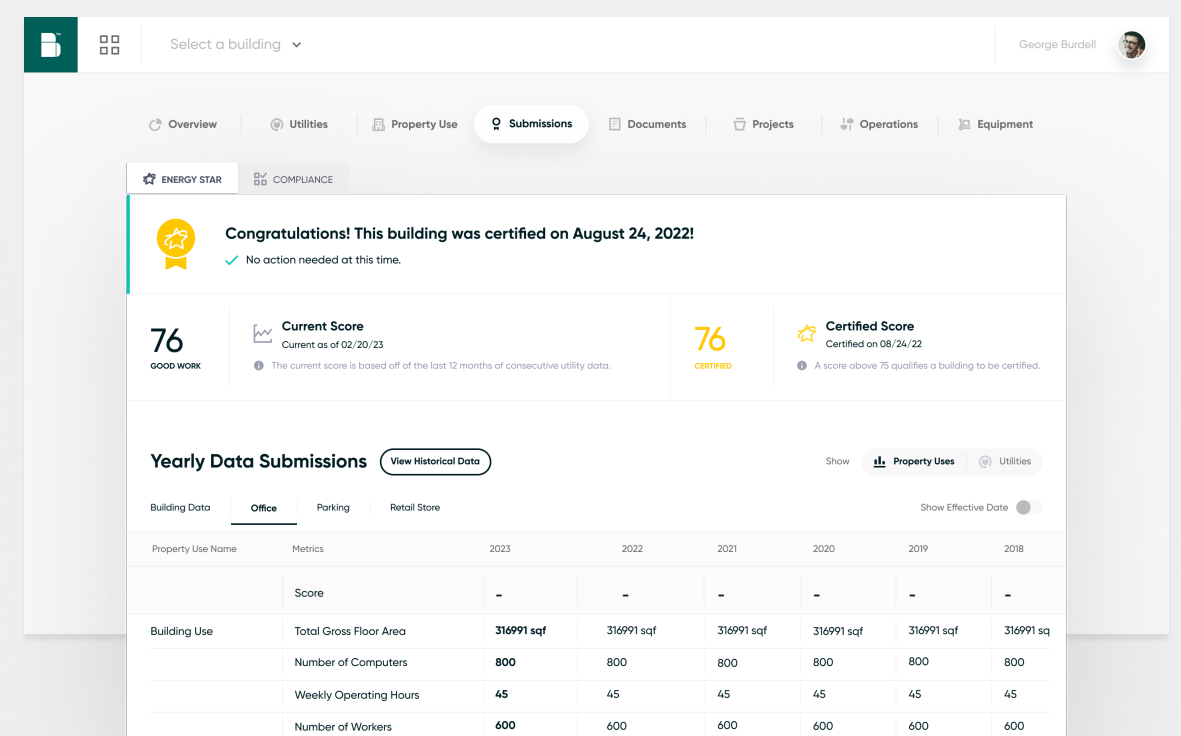 B™
Select a building
George Burdell
Overview
Utilities
Property Use
Submissions
Documents
Projects
Operations
Equipment
ENERGY STAR
COMPLIANCE
Congratulations! This building was certified on August 24, 2022!
No action needed at this time.
76
GOOD WORK
Current Score
Current as of 02/20/23
The current score is based off of the last 12 months of consecutive utility data.
76
CERTIFIED
Certified Score
Certified on 08/24/22
A score above 75 qualifies a building to be certified.
Yearly Data Submissions
View Historical Data
Show
Property Uses
Utilities
Building Data
Office
Parking
Retail Store
Show Effective Date
Property Use Name Metrics 2023 2022 2021 2020 2019 2018
Score - - - - - -
Building Use Total Gross Floor Area 316991 sqf 316991 sqf 316991 sqf 316991 sqf 316991 sqf 316991 sq
Number of Computers 800 800 800 800 800 800
Weekly Operating Hours 45 45 45 45 45 45
Number of Workers 600 600 600 600 600 600